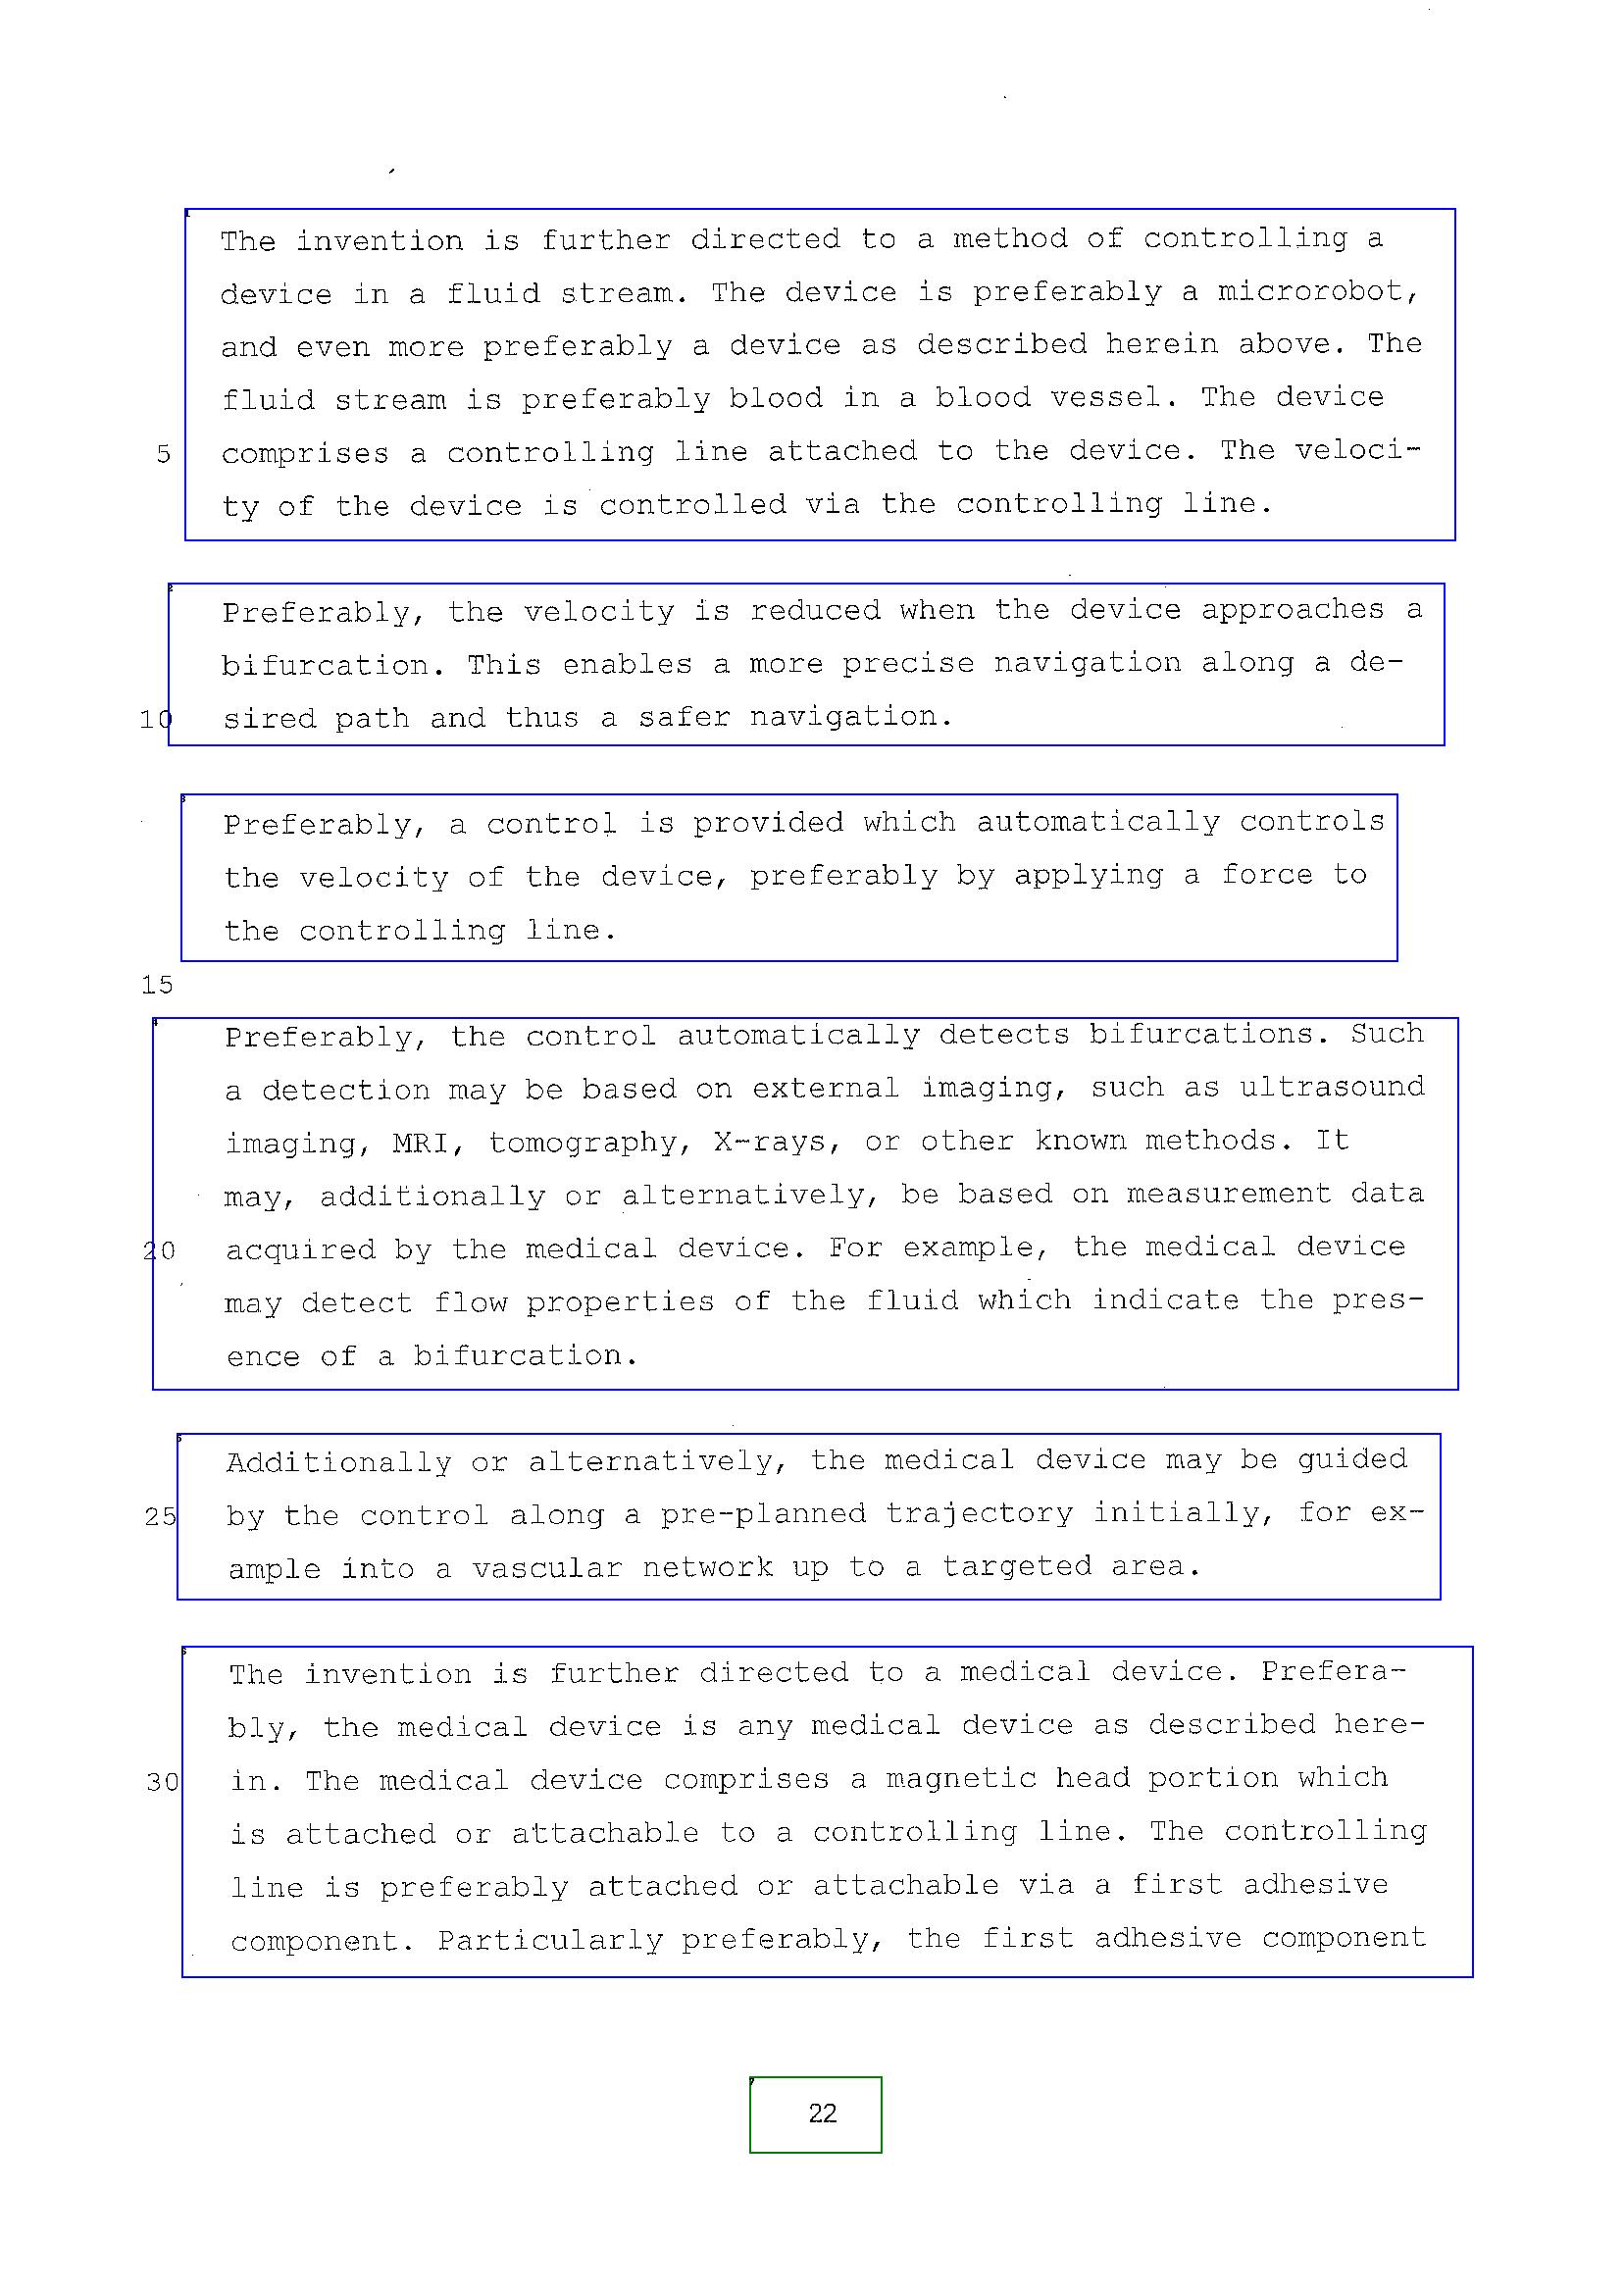 The invention is further directed to a method of controlling a
device in a fluid stream. The device is preferably a microrobot,
and even more preferably a device as described herein above. The
fluid stream is preferably blood in a blood vessel. The device
5 comprises a controlling line attached to the device. The veloci-
ty of the device is controlled via the controlling line.
Preferably, the velocity is reduced when the device approaches a
bifurcation. This enables a more precise navigation along a de-
10 sired path and thus a safer navigation.
Preferably, a control is provided which automatically controls
the velocity of the device, preferably by applying a force to
the controlling line.
15
Preferably, the control automatically detects bifurcations. Such
a detection may be based on external imaging, such as ultrasound
imaging, MRI, tomography, X-rays, or other known methods. It
may, additionally or alternatively, be based on measurement data
20 acquired by the medical device. For example, the medical device
may detect flow properties of the fluid which indicate the pres-
ence of a bifurcation.
Additionally or alternatively, the medical device may be guided
25 by the control along a pre-planned trajectory initially, for ex-
ample into a vascular network up to a targeted area.
The invention is further directed to a medical device. Prefera-
bly, the medical device is any medical device as described here-
30 in. The medical device comprises a magnetic head portion which
is attached or attachable to a controlling line. The controlling
line is preferably attached or attachable via a first adhesive
component. Particularly preferably, the first adhesive component
22